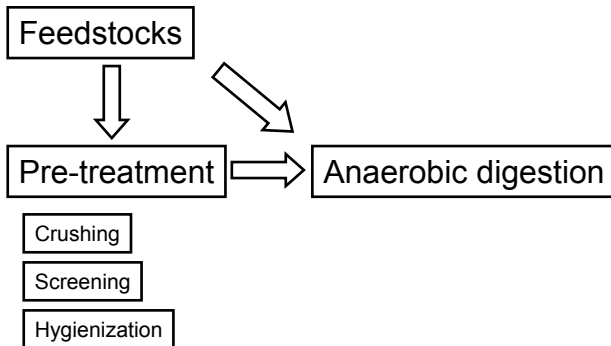 Feedstocks
Pre-treatment
Anaerobic digestion
Crushing
Screening
Hygienization